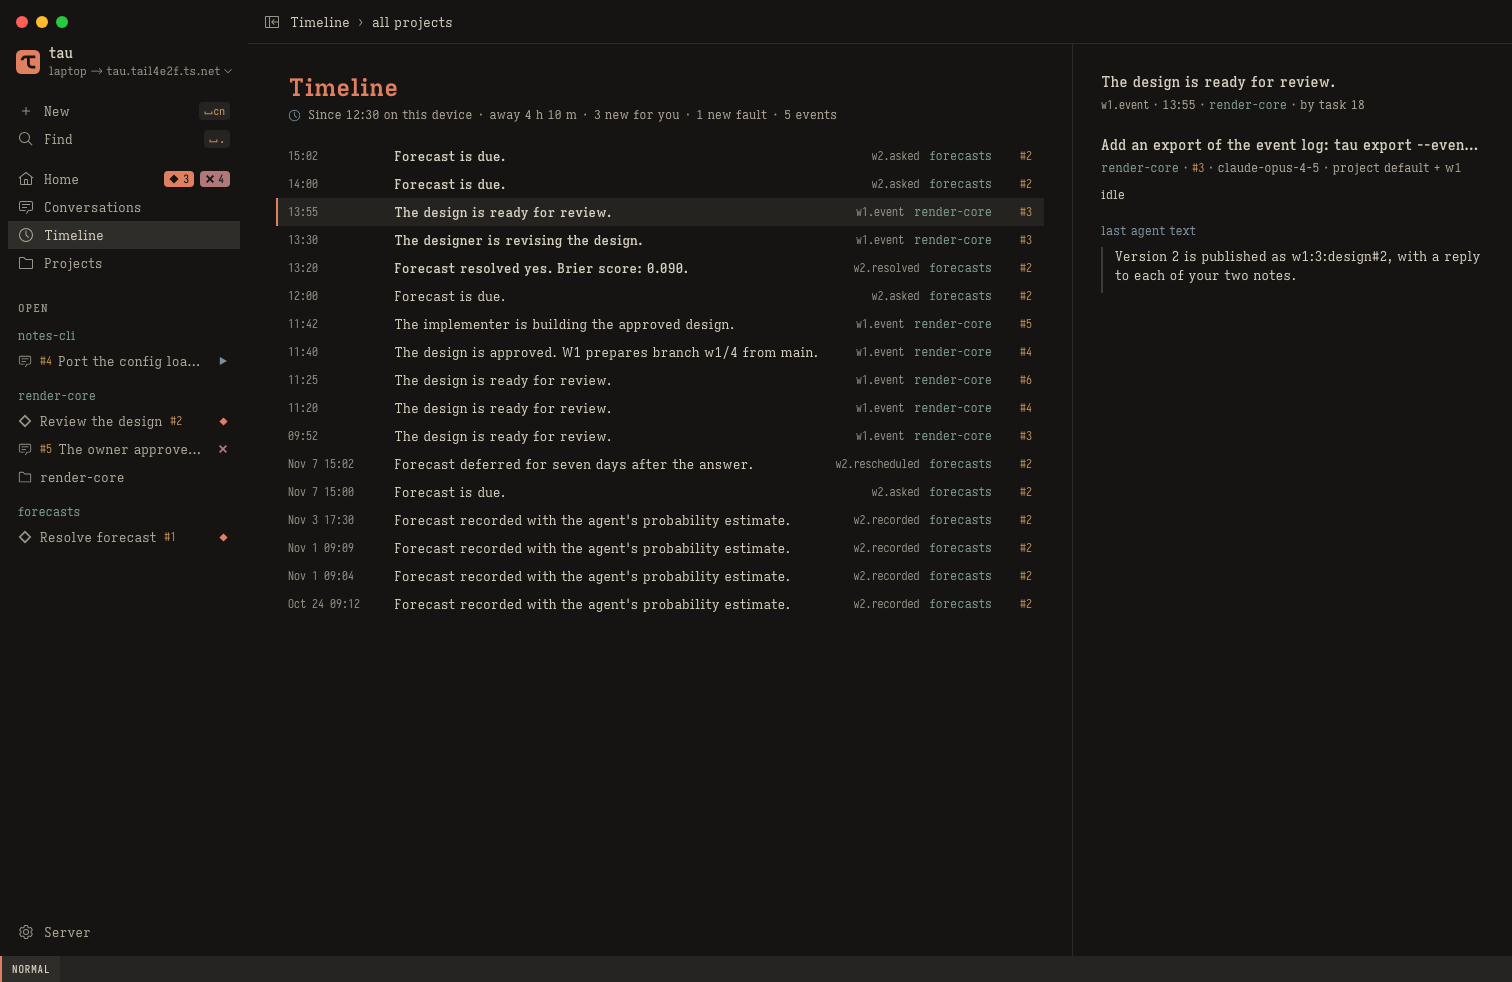 tau
laptop → tau.tail4e2f.ts.net
New ⎵cn
Find ⎵.
Home 3 4
Conversations
Timeline
Projects
OPEN
notes-cli
#4 Port the config loa...
render-core
Review the design #2
#5 The owner approve...
render-core
forecasts
Resolve forecast #1
Server
NORMAL
Timeline › all projects
Timeline
Since 12:30 on this device · away 4 h 10 m · 3 new for you · 1 new fault · 5 events
15:02 Forecast is due. w2.asked forecasts #2
14:00 Forecast is due. w2.asked forecasts #2
13:55 The design is ready for review. w1.event render-core #3
13:30 The designer is revising the design. w1.event render-core #3
13:20 Forecast resolved yes. Brier score: 0.090. w2.resolved forecasts #2
12:00 Forecast is due. w2.asked forecasts #2
11:42 The implementer is building the approved design. w1.event render-core #5
11:40 The design is approved. W1 prepares branch w1/4 from main. w1.event render-core #4
11:25 The design is ready for review. w1.event render-core #6
11:20 The design is ready for review. w1.event render-core #4
09:52 The design is ready for review. w1.event render-core #3
Nov 7 15:02 Forecast deferred for seven days after the answer. w2.rescheduled forecasts #2
Nov 7 15:00 Forecast is due. w2.asked forecasts #2
Nov 3 17:30 Forecast recorded with the agent's probability estimate. w2.recorded forecasts #2
Nov 1 09:09 Forecast recorded with the agent's probability estimate. w2.recorded forecasts #2
Nov 1 09:04 Forecast recorded with the agent's probability estimate. w2.recorded forecasts #2
Oct 24 09:12 Forecast recorded with the agent's probability estimate. w2.recorded forecasts #2
The design is ready for review.
w1.event · 13:55 · render-core · by task 18
Add an export of the event log: tau export --even...
render-core · #3 · claude-opus-4-5 · project default + w1
idle
last agent text
Version 2 is published as w1:3:design#2, with a reply
to each of your two notes.